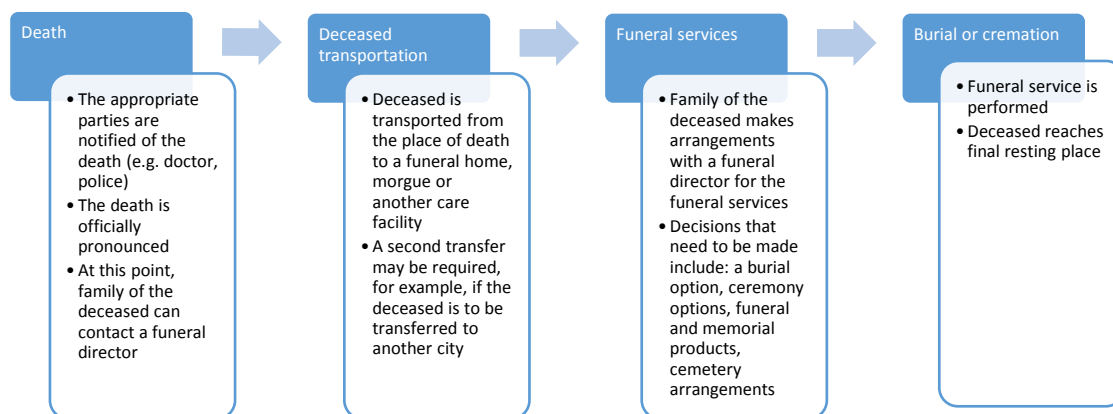 Death
• The appropriate
parties are
notified of the
death (e.g. doctor,
police)
• The death is
officially
pronounced
• At this point,
family of the
deceased can
contact a funeral
director
Deceased
transportation
• Deceased is
transported from
the place of death
to a funeral home,
morgue or
another care
facility
• A second transfer
may be required,
for example, if the
deceased is to be
transferred to
another city
Funeral services
• Family of the
deceased makes
arrangements
with a funeral
director for the
funeral services
• Decisions that
need to be made
include: a burial
option, ceremony
options, funeral
and memorial
products,
cemetery
arrangements
Burial or cremation
• Funeral service is
performed
• Deceased reaches
final resting place